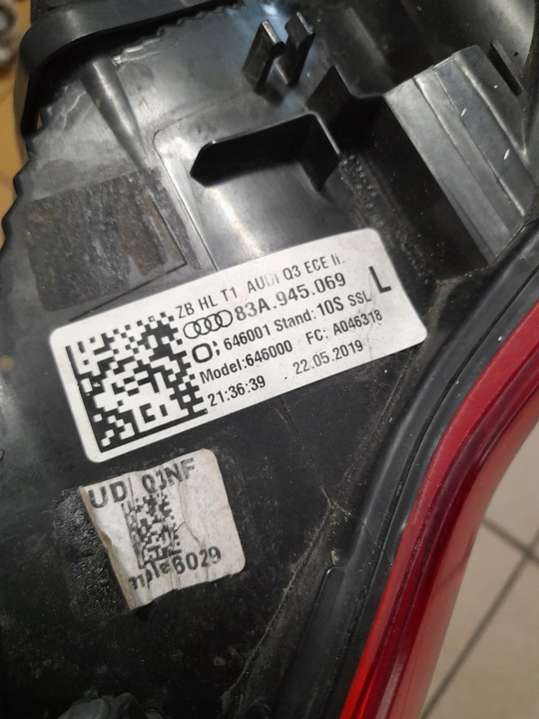 ZB HL T1 AUDI Q3 ECE
83A.945.069
646001 Stand: 10S SSL L
Model:646000 FC: A046318
21:36:39 . 22.05.2019
UD
6029